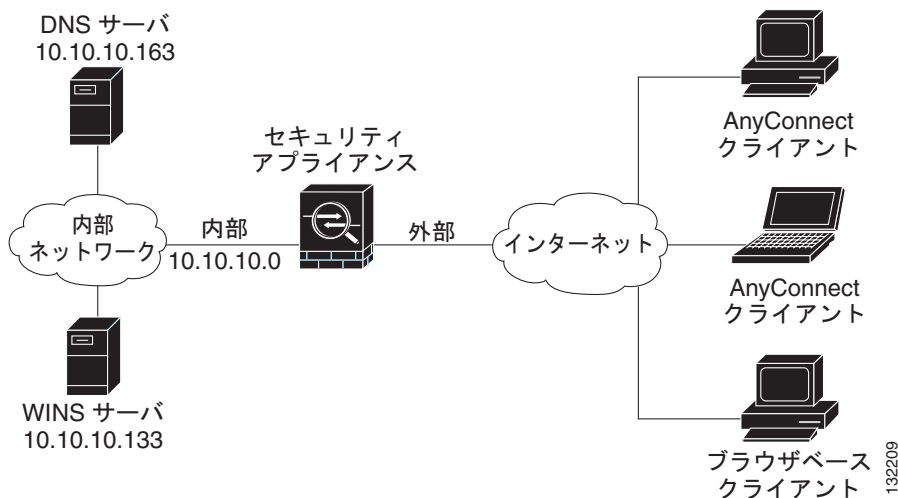 DNS サーバ
10.10.10.163
セキュリティ
アプライアンス
内部
ネットワーク
内部
10.10.10.0
外部
インターネット
AnyConnect
クライアント
AnyConnect
クライアント
WINS サーバ
10.10.10.133
ブラウザベース
クライアント
132209